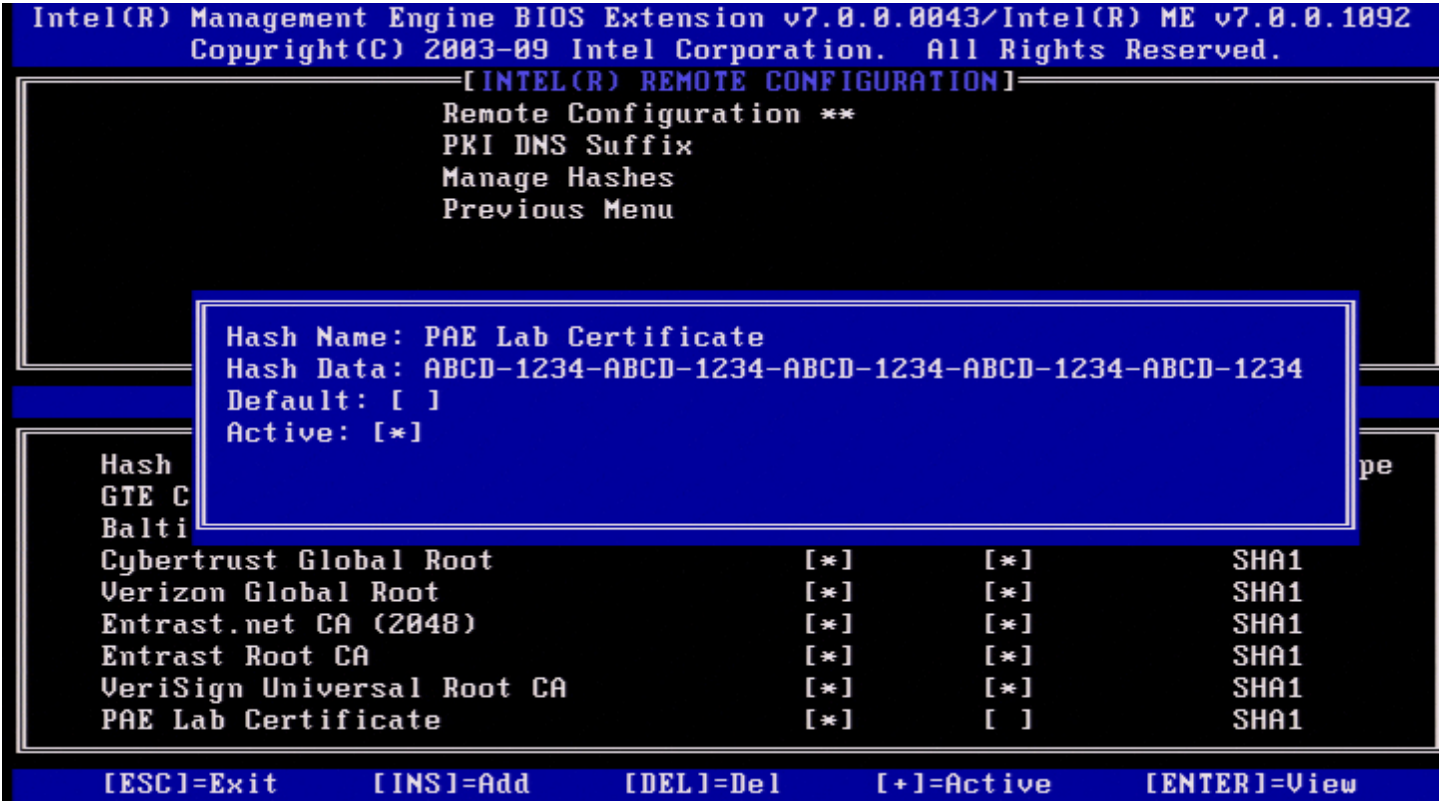 Intel(R) Management Engine BIOS Extension v7.0.0.0043/Intel(R) ME v7.0.0.1092
Copyright(C) 2003-09 Intel Corporation. All Rights Reserved.
[INTEL(R) REMOTE CONFIGURATION]
Remote Configuration **
PKI DNS Suffix
Manage Hashes
Previous Menu
Hash Name: PAE Lab Certificate
Hash Data: ABCD-1234-ABCD-1234-ABCD-1234-ABCD-1234-ABCD-1234
Default: [ ]
Active: [*]
Hash pe
GTE C
Balti
Cybertrust Global Root [*] [*] SHA1
Verizon Global Root [*] [*] SHA1
Entrast.net CA (2048) [*] [*] SHA1
Entrast Root CA [*] [*] SHA1
VeriSign Universal Root CA [*] [*] SHA1
PAE Lab Certificate [*] [ ] SHA1
[ESC]=Exit [INS]=Add [DEL]=Del [+]=Active [ENTER]=View